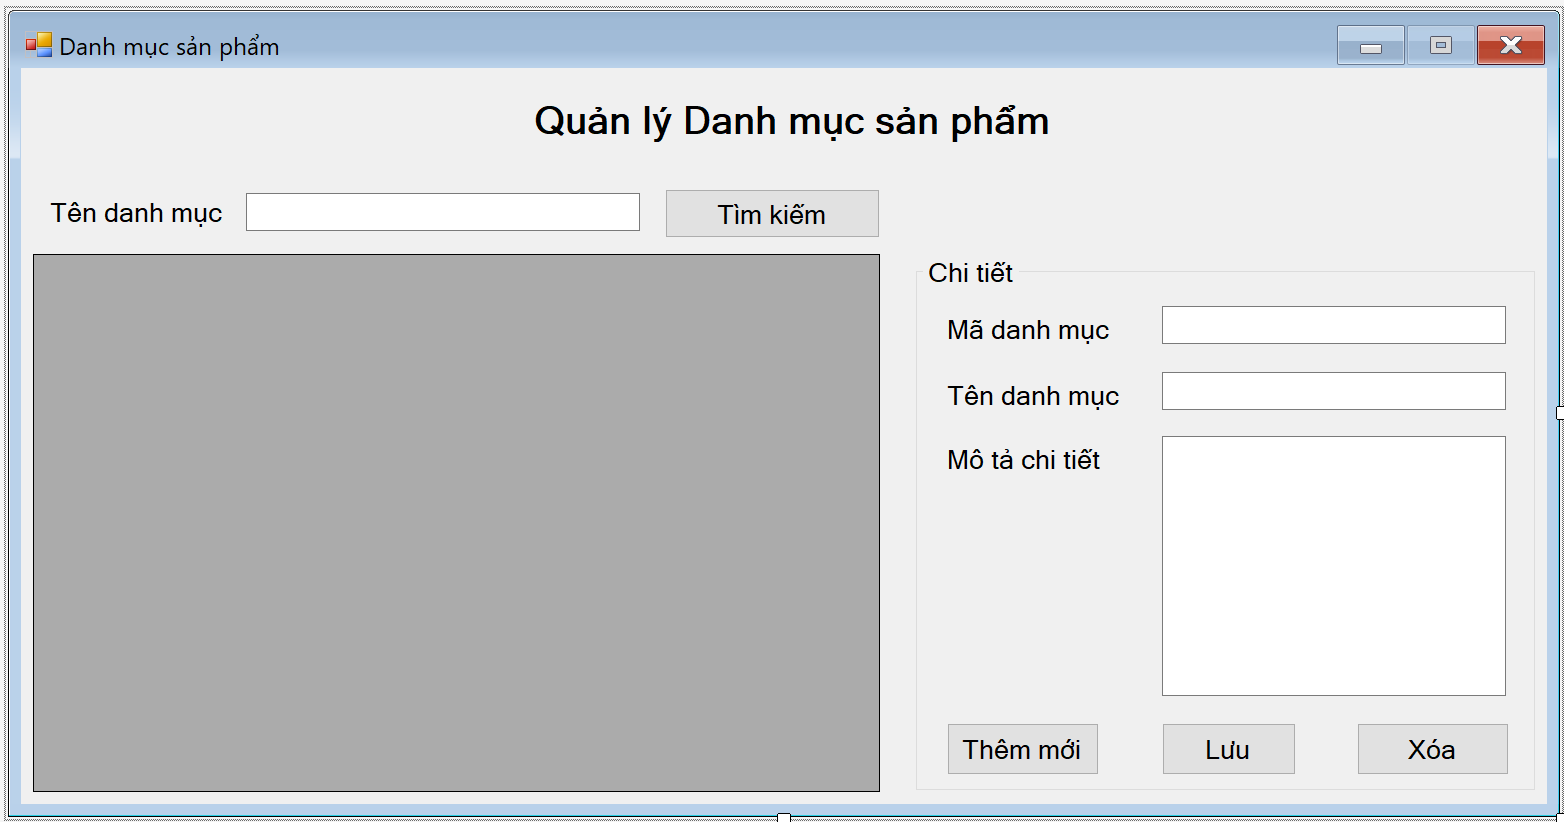 Danh mục sản phẩm
Quản lý Danh mục sản phẩm
Tên danh mục
Tìm kiếm
Chi tiết
Mã danh mục
Tên danh mục
Mô tả chi tiết
Thêm mới
Lưu
Xóa